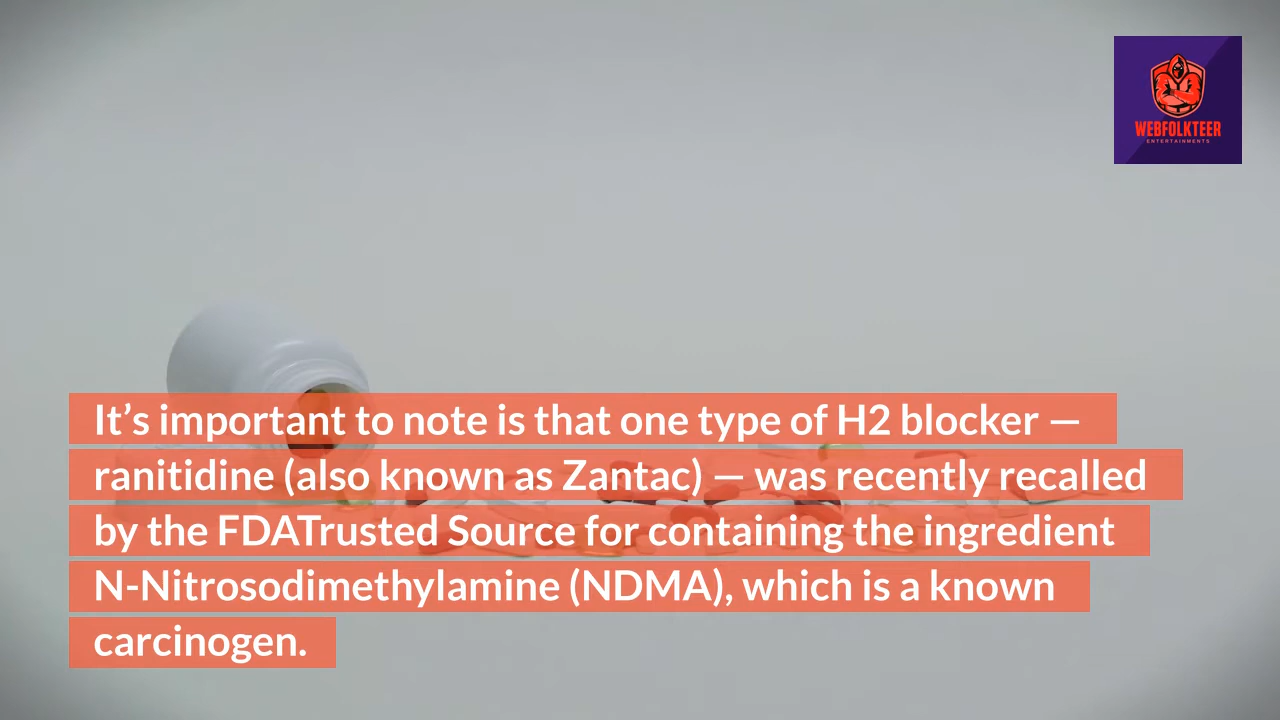 WEBFOLKTEER
ENTERTAINMENTS
It’s important to note is that one type of H2 blocker —
ranitidine (also known as Zantac) — was recently recalled
by the FDATrusted Source for containing the ingredient
N-Nitrosodimethylamine (NDMA), which is a known
carcinogen.